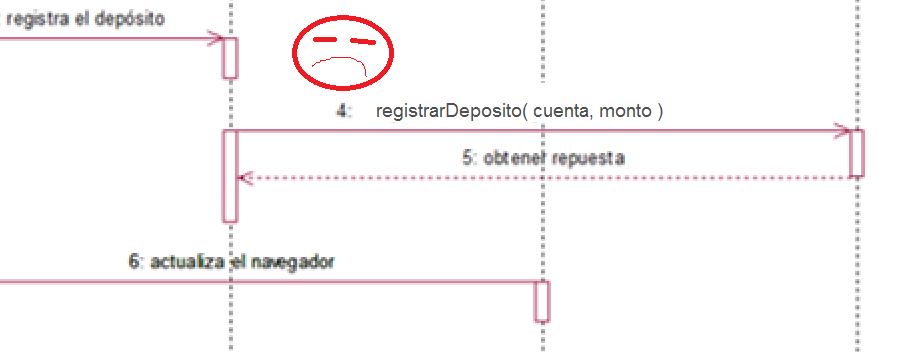 : registra el depósito
4: registrarDeposito( cuenta, monto )
5: obtener repuesta
6: actualiza el navegador